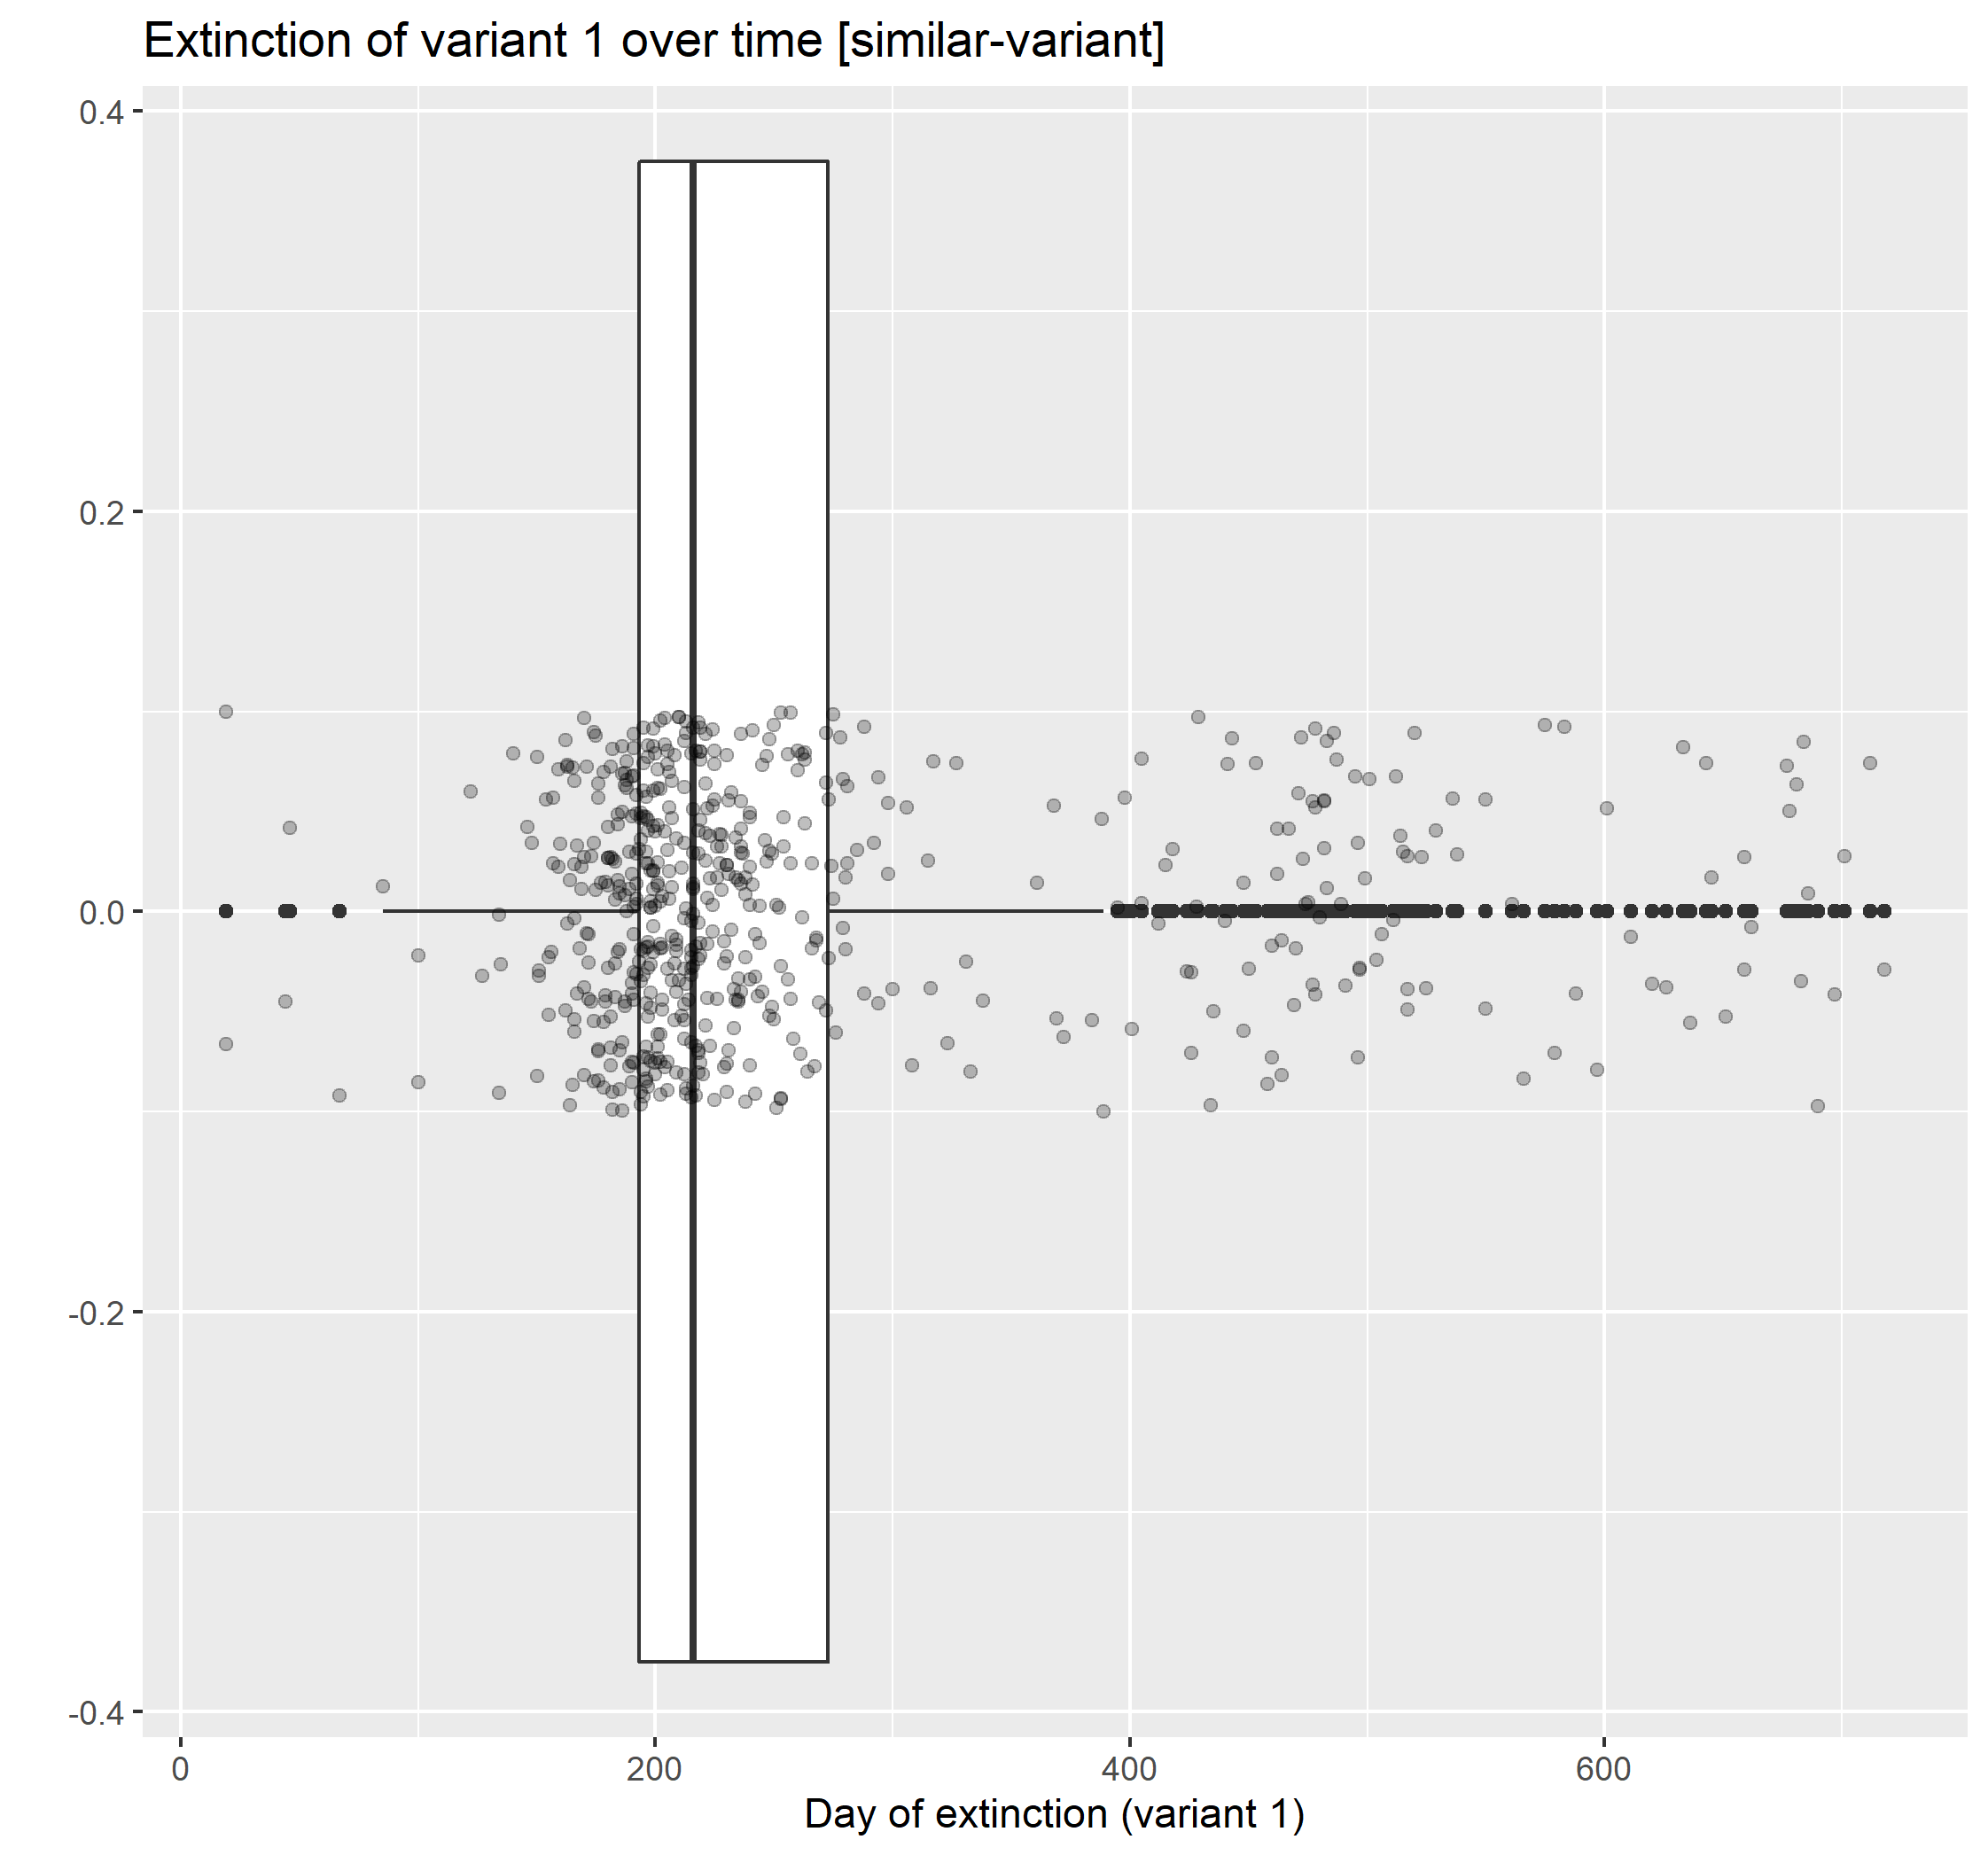 Extinction of variant 1 over time [similar-variant]
0.4
0.2
0.0
-0.2
-0.4
0 200 400 600
Day of extinction (variant 1)